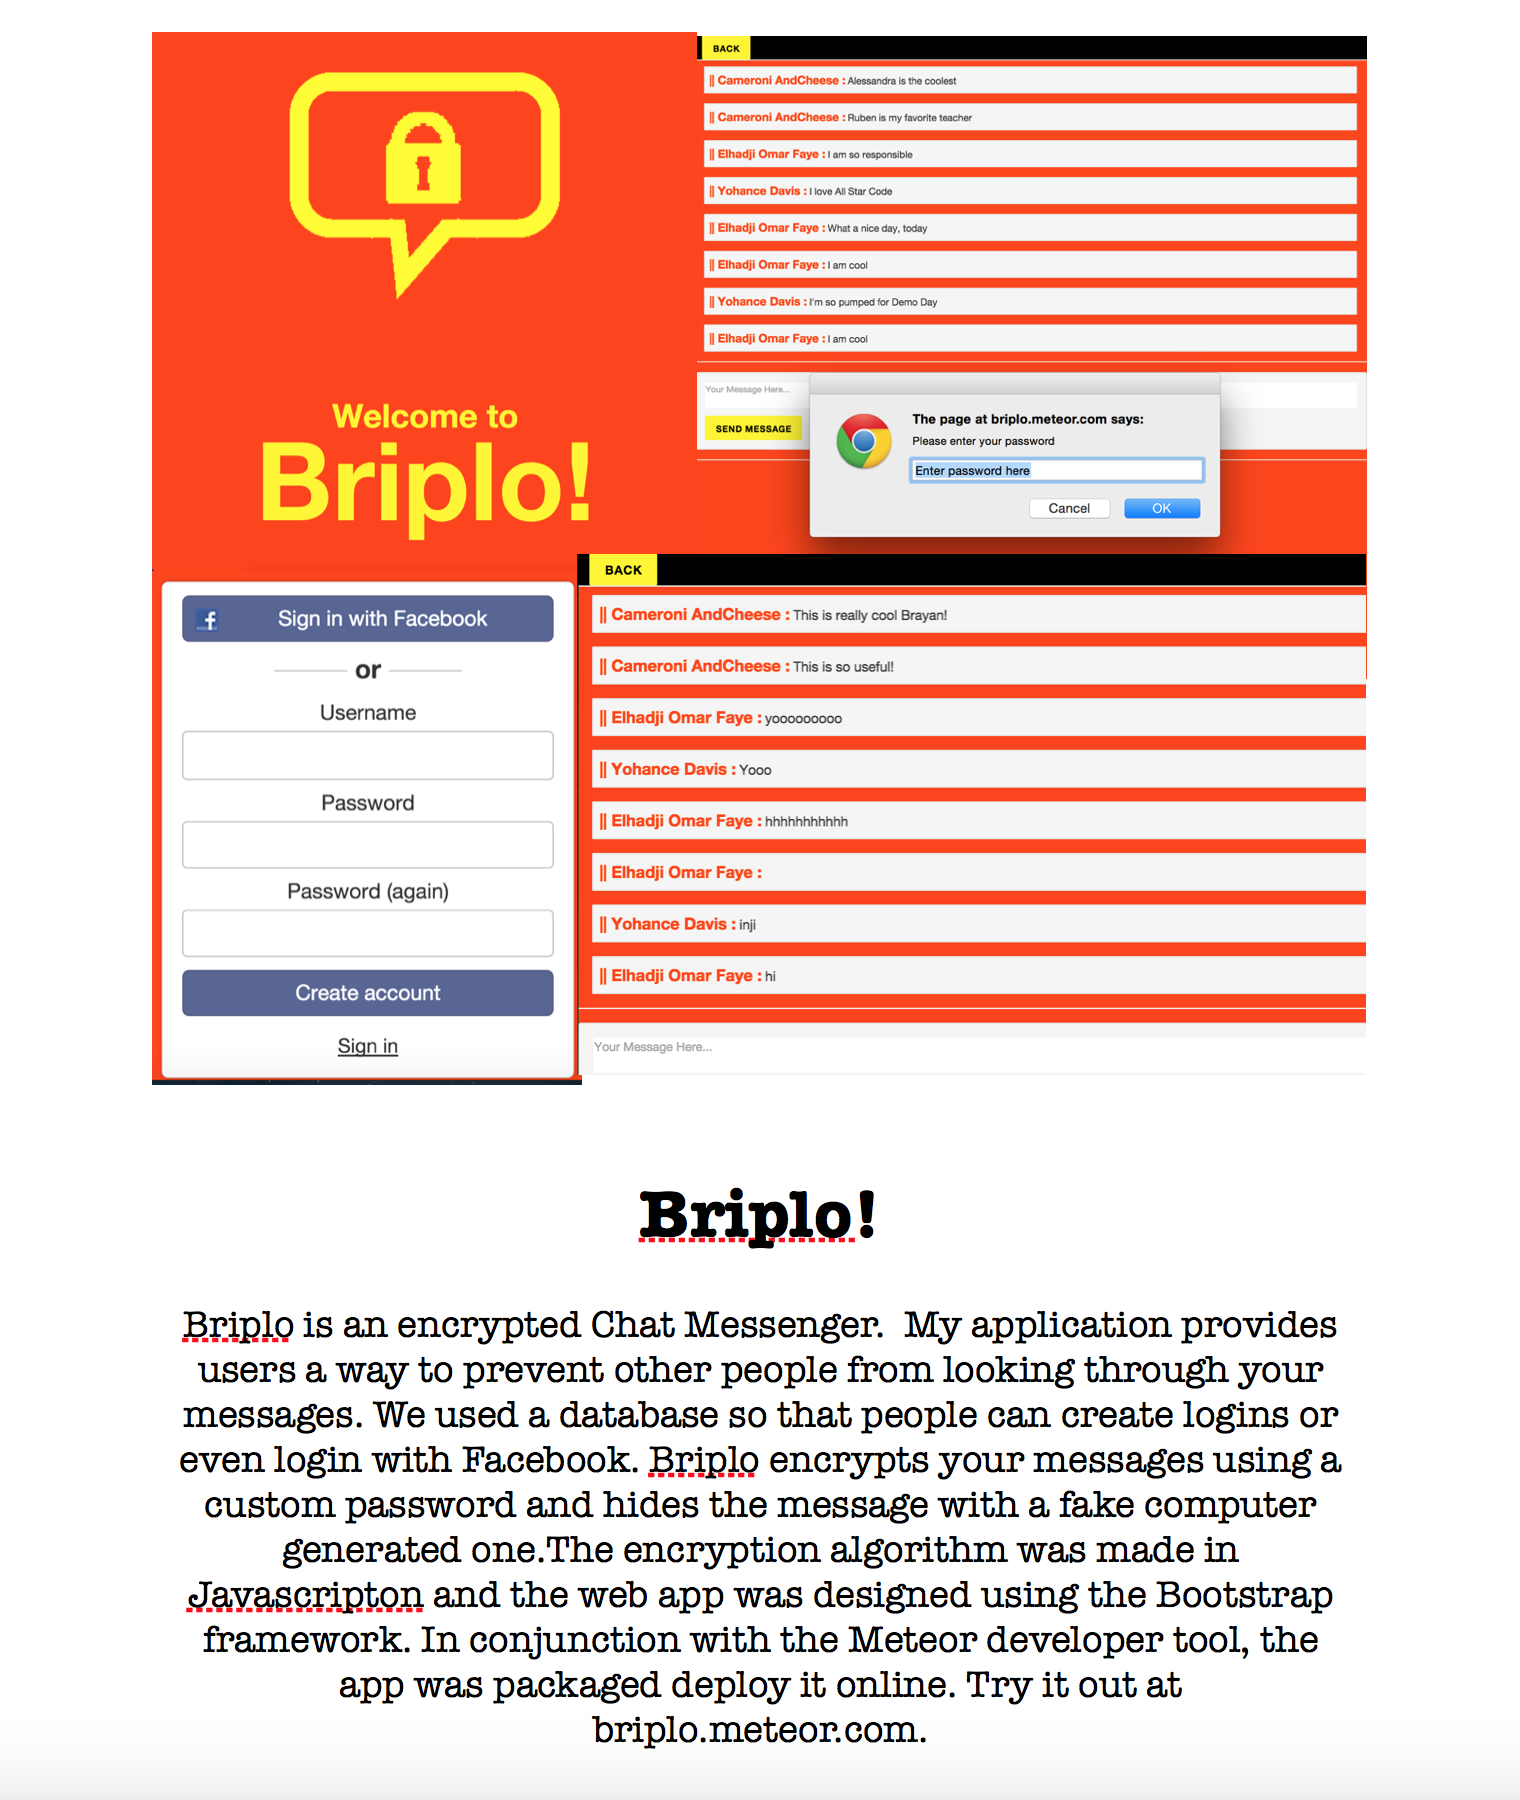 Welcome to
Briplo!
BACK
|| Cameroni AndCheese : Alessandra is the coolest
|| Cameroni AndCheese : Ruben is my favorite teacher
|| Elhadji Omar Faye : I am so responsible
|| Yohance Davis : I love All Star Code
|| Elhadji Omar Faye : What a nice day, today
|| Elhadji Omar Faye : I am cool
|| Yohance Davis : I'm so pumped for Demo Day
|| Elhadji Omar Faye : I am cool
Your Message Here...
SEND MESSAGE
The page at briplo.meteor.com says:
Please enter your password
Enter password here
Cancel
OK
Sign in with Facebook
or
Username
Password
Password (again)
Create account
Sign in
BACK
|| Cameroni AndCheese : This is really cool Brayan!
|| Cameroni AndCheese : This is so useful!
|| Elhadji Omar Faye : yooooooooo
|| Yohance Davis : Yooo
|| Elhadji Omar Faye : hhhhhhhhhhh
|| Elhadji Omar Faye :
|| Yohance Davis : inji
|| Elhadji Omar Faye : hi
Your Message Here...
Briplo!
Briplo is an encrypted Chat Messenger.  My application provides
users a way to prevent other people from looking through your
messages. We used a database so that people can create logins or
even login with Facebook. Briplo encrypts your messages using a
custom password and hides the message with a fake computer
generated one.The encryption algorithm was made in
Javascripton and the web app was designed using the Bootstrap
framework. In conjunction with the Meteor developer tool, the
app was packaged deploy it online. Try it out at
briplo.meteor.com.